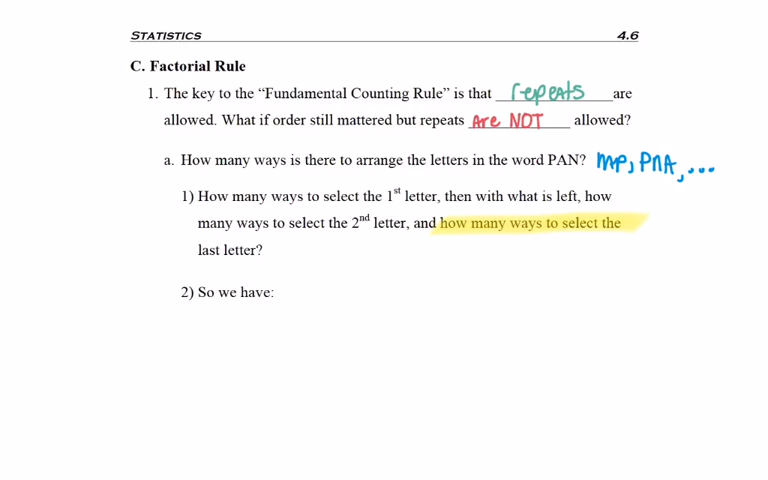 STATISTICS 4.6
C. Factorial Rule
1. The key to the “Fundamental Counting Rule” is that repeats are
allowed. What if order still mattered but repeats Are NOT allowed?
a. How many ways is there to arrange the letters in the word PAN? PNA, ...
1) How many ways to select the 1st letter, then with what is left, how
many ways to select the 2nd letter, and how many ways to select the
last letter?
2) So we have: